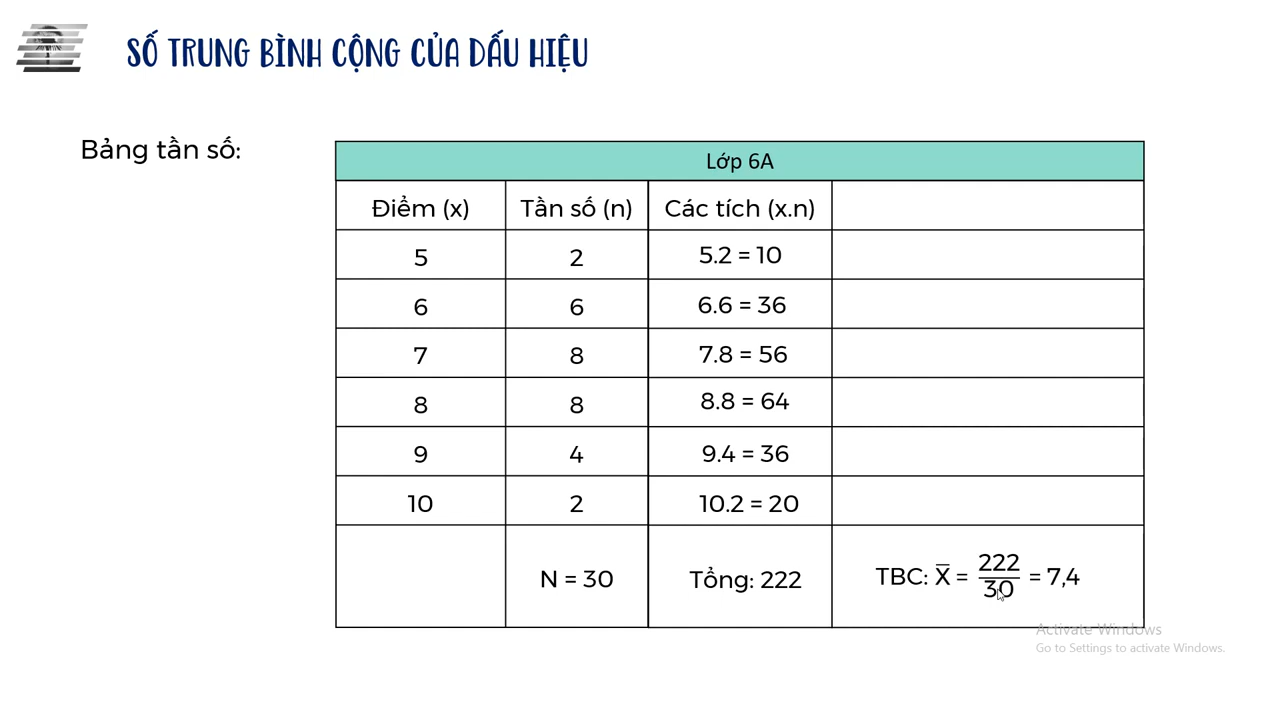 SỐ TRUNG BÌNH CỘNG CỦA DẤU HIỆU
Bảng tần số:
Lớp 6A
Điểm (x) Tần số (n) Các tích (x.n)
5 2 5.2 = 10
6 6 6.6 = 36
7 8 7.8 = 56
8 8 8.8 = 64
9 4 9.4 = 36
10 2 10.2 = 20
N = 30 Tổng: 222 TBC: X̅ = 222/30 = 7,4
Activate Windows
Go to Settings to activate Windows.